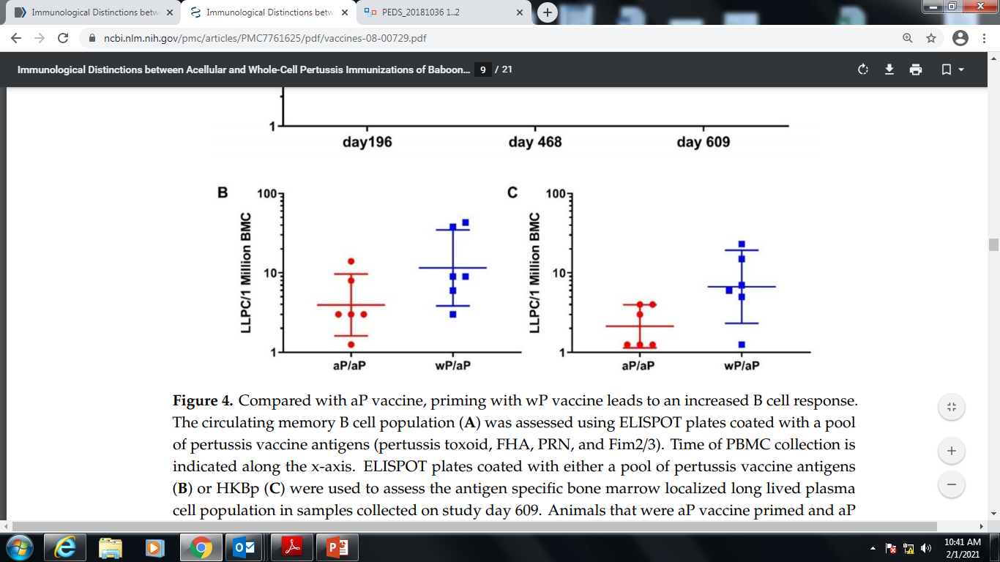 Immunological Distinctions betw
Immunological Distinctions betw
PEDS_20181036 1..2
ncbi.nlm.nih.gov/pmc/articles/PMC7761625/pdf/vaccines-08-00729.pdf
Immunological Distinctions between Acellular and Whole-Cell Pertussis Immunizations of Baboon... 9 / 21
1
day196 day 468 day 609
B
LLPC/1 Million BMC
100
10
1
aP/aP wP/aP
C
LLPC/1 Million BMC
100
10
1
aP/aP wP/aP
Figure 4. Compared with aP vaccine, priming with wP vaccine leads to an increased B cell response.
The circulating memory B cell population (A) was assessed using ELISPOT plates coated with a pool
of pertussis vaccine antigens (pertussis toxoid, FHA, PRN, and Fim2/3). Time of PBMC collection is
indicated along the x-axis. ELISPOT plates coated with either a pool of pertussis vaccine antigens
(B) or HKBp (C) were used to assess the antigen specific bone marrow localized long lived plasma
cell population in samples collected on study day 609. Animals that were aP vaccine primed and aP
10:41 AM
2/1/2021